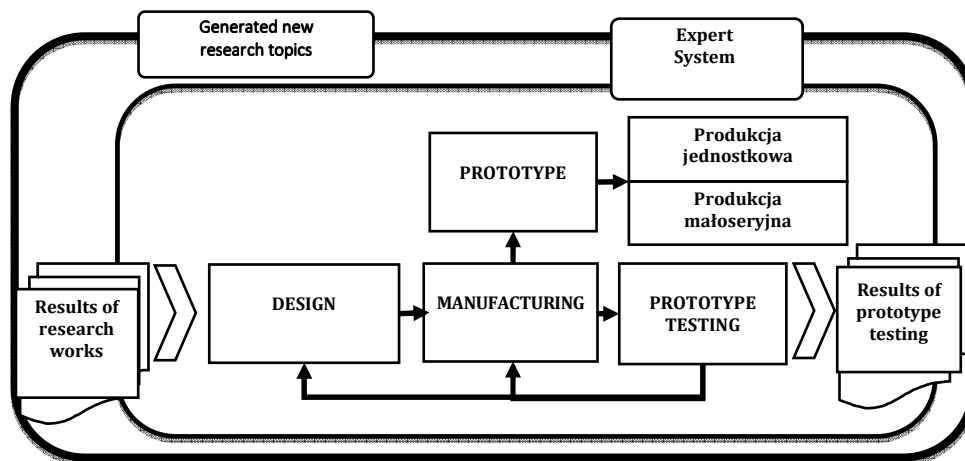 Generated new
research topics
Expert
System
PROTOTYPE
Produkcja
jednostkowa
Produkcja
małoseryjna
Results of
research
works
DESIGN
MANUFACTURING
PROTOTYPE
TESTING
Results of
prototype
testing